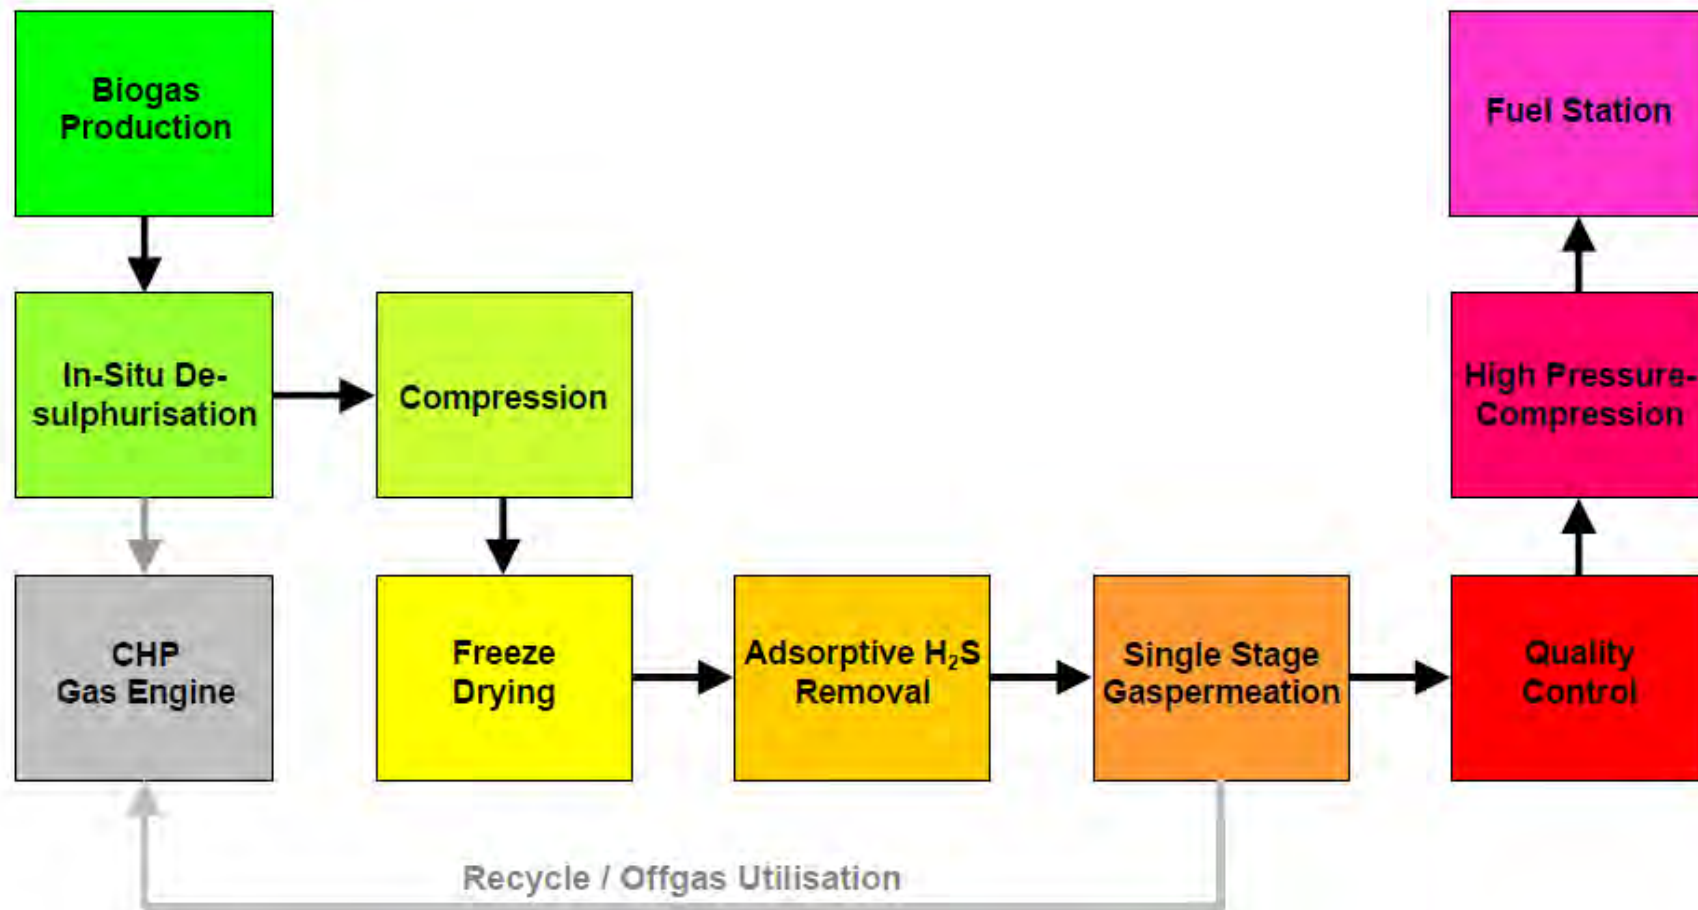 Biogas
Production
Fuel Station
In-Situ De-
sulphurisation
Compression
High Pressure-
Compression
CHP
Gas Engine
Freeze
Drying
Adsorptive H₂S
Removal
Single Stage
Gaspermeation
Quality
Control
Recycle / Offgas Utilisation